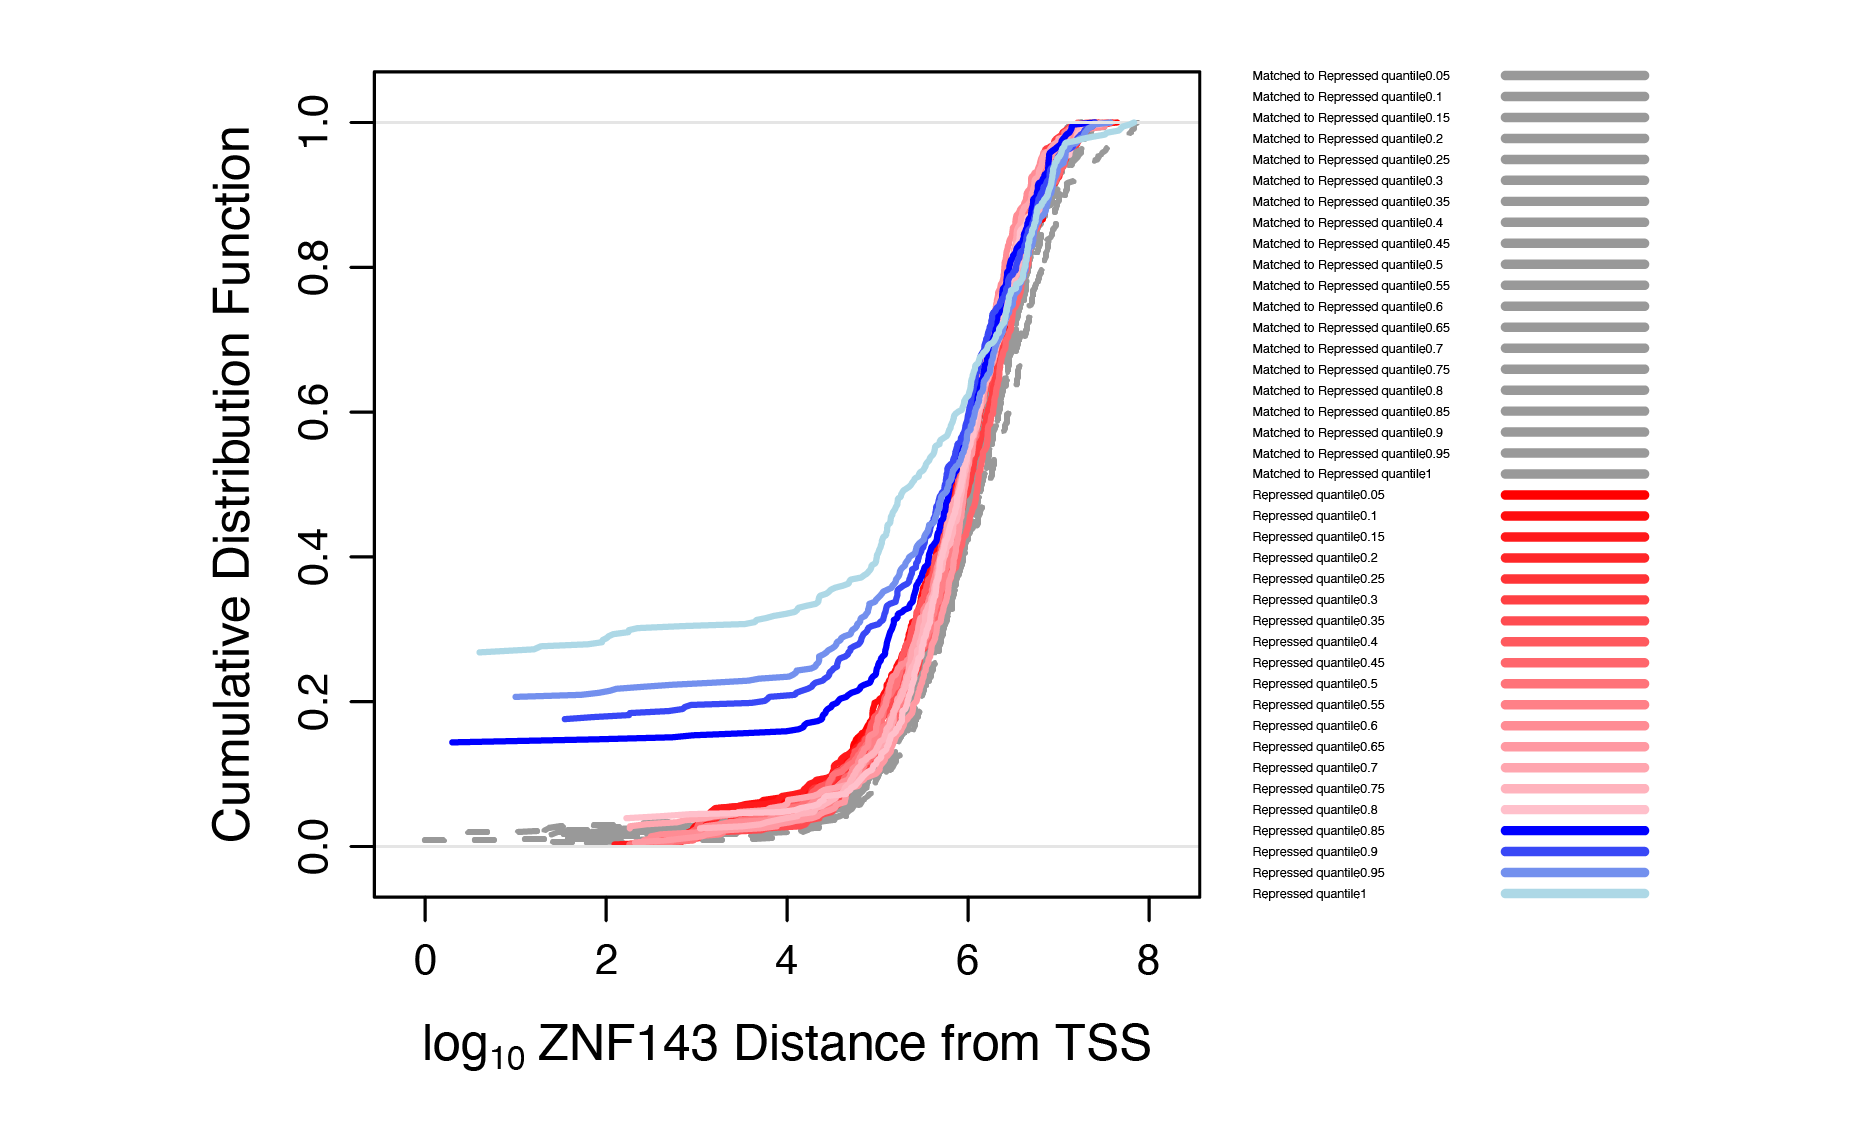 Cumulative Distribution Function
1.0
0.8
0.6
0.4
0.2
0.0
0 2 4 6 8
log10 ZNF143 Distance from TSS
Matched to Repressed quantile0.05
Matched to Repressed quantile0.1
Matched to Repressed quantile0.15
Matched to Repressed quantile0.2
Matched to Repressed quantile0.25
Matched to Repressed quantile0.3
Matched to Repressed quantile0.35
Matched to Repressed quantile0.4
Matched to Repressed quantile0.45
Matched to Repressed quantile0.5
Matched to Repressed quantile0.55
Matched to Repressed quantile0.6
Matched to Repressed quantile0.65
Matched to Repressed quantile0.7
Matched to Repressed quantile0.75
Matched to Repressed quantile0.8
Matched to Repressed quantile0.85
Matched to Repressed quantile0.9
Matched to Repressed quantile0.95
Matched to Repressed quantile1
Repressed quantile0.05
Repressed quantile0.1
Repressed quantile0.15
Repressed quantile0.2
Repressed quantile0.25
Repressed quantile0.3
Repressed quantile0.35
Repressed quantile0.4
Repressed quantile0.45
Repressed quantile0.5
Repressed quantile0.55
Repressed quantile0.6
Repressed quantile0.65
Repressed quantile0.7
Repressed quantile0.75
Repressed quantile0.8
Repressed quantile0.85
Repressed quantile0.9
Repressed quantile0.95
Repressed quantile1